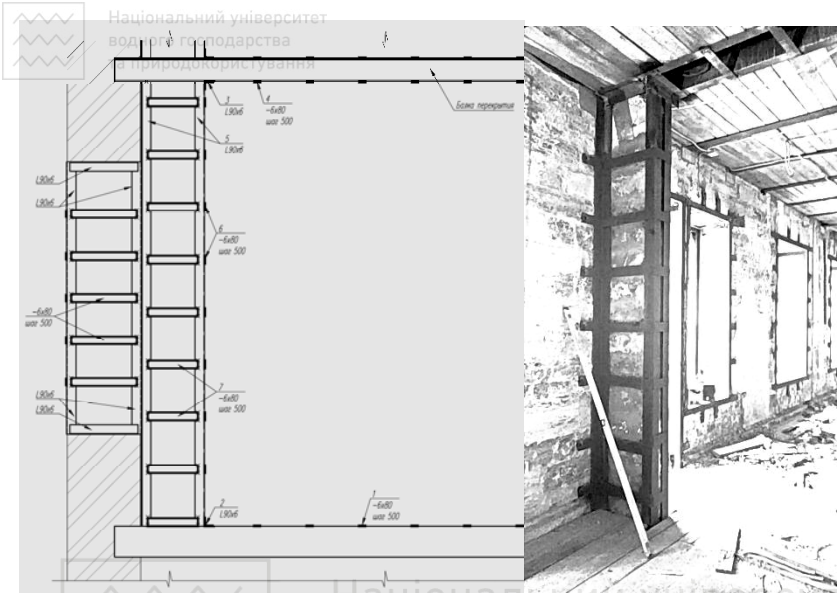 Національний університет
водного господарства
та природокористування
3
L90x6
4
-6x80
шаг 500
Балка перекрытия
5
L90x6
L90x6
L90x6
6
-6x80
шаг 500
-6x80
шаг 500
7
-6x80
шаг 500
L90x6
L90x6
2
L90x6
1
-6x80
шаг 500